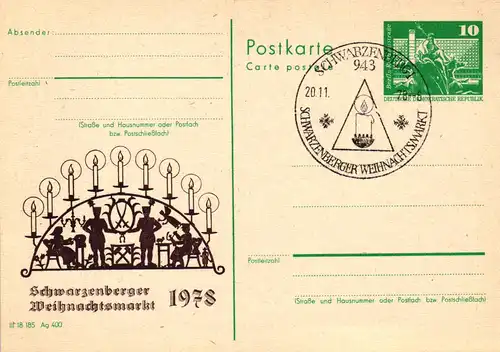 Absender:
Postleitzahl
(Straße und Hausnummer oder Postfach
bzw. Postschließfach)
Schwarzenberger
Weihnachtsmarkt 1978
III 18 185 Ag 400
Postkarte
Carte postale
SCHWARZENBERG
943
20.11.
SCHWARZENBERGER WEIHNACHTSMARKT
10
DEUTSCHE DEMOKRATISCHE REPUBLIK
Postleitzahl
(Straße und Hausnummer oder Postfach bzw. Postschließfach)